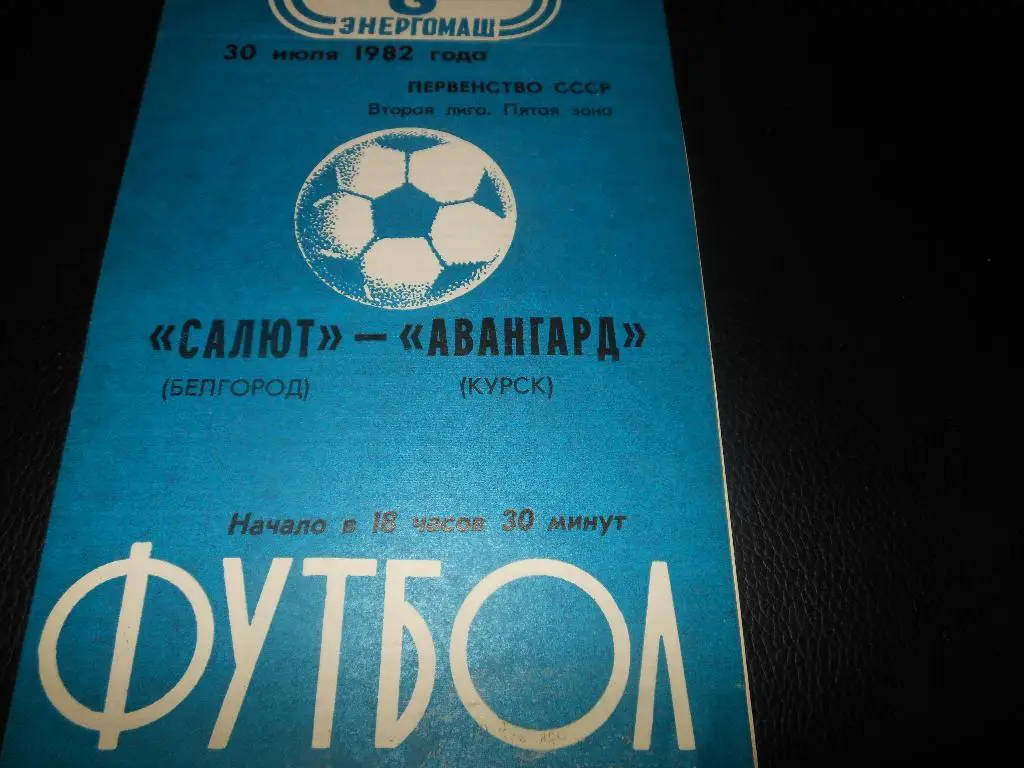 ЭНЕРГОМАШ
30 июля 1982 года
ПЕРВЕНСТВО СССР
Вторая лига. Пятая зона
«САЛЮТ» — «АВАНГАРД»
(БЕЛГОРОД) (КУРСК)
Начало в 18 часов 30 минут
ФУТБОЛ